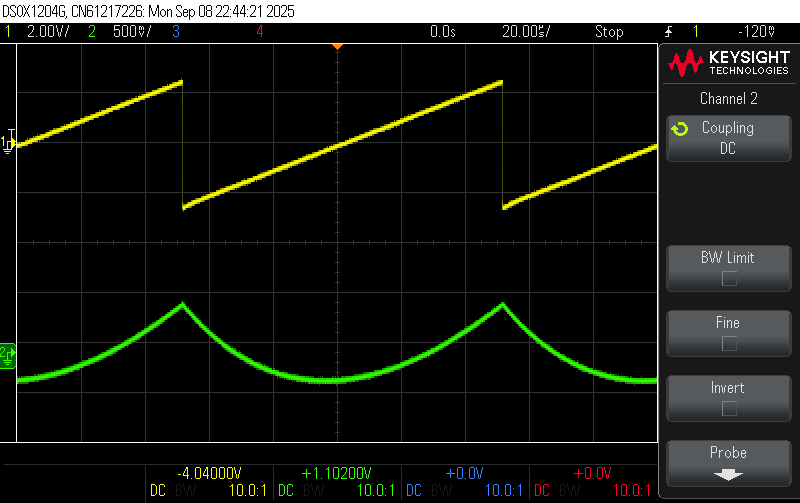 DSOX1204G, CN61217226: Mon Sep 08 22:44:21 2025
1 2.00V/ 2 500mV/ 3 4 0.0s 20.00us/ Stop 1 -120mV
KEYSIGHT
TECHNOLOGIES
Channel 2
Coupling
DC
1
T
BW Limit
Fine
2
Invert
Probe
-4.04000V +1.10200V +0.0V +0.0V
DC BW 10.0:1 DC BW 10.0:1 DC BW 10.0:1 DC BW 10.0:1